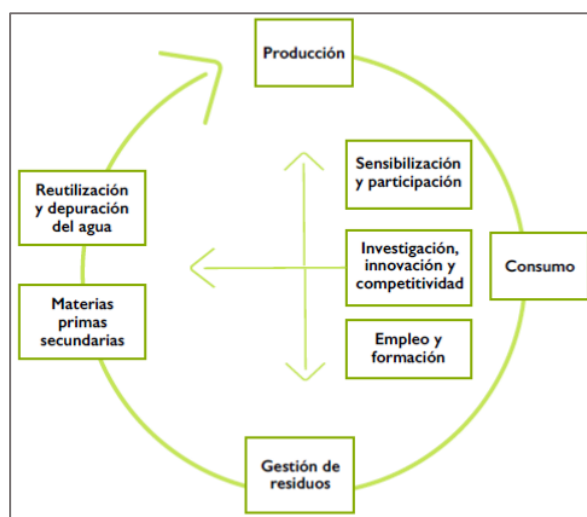 Producción
Sensibilización
y participación
Reutilización
y depuración
del agua
Investigación,
innovación y
competitividad
Consumo
Materias
primas
secundarias
Empleo y
formación
Gestión de
residuos